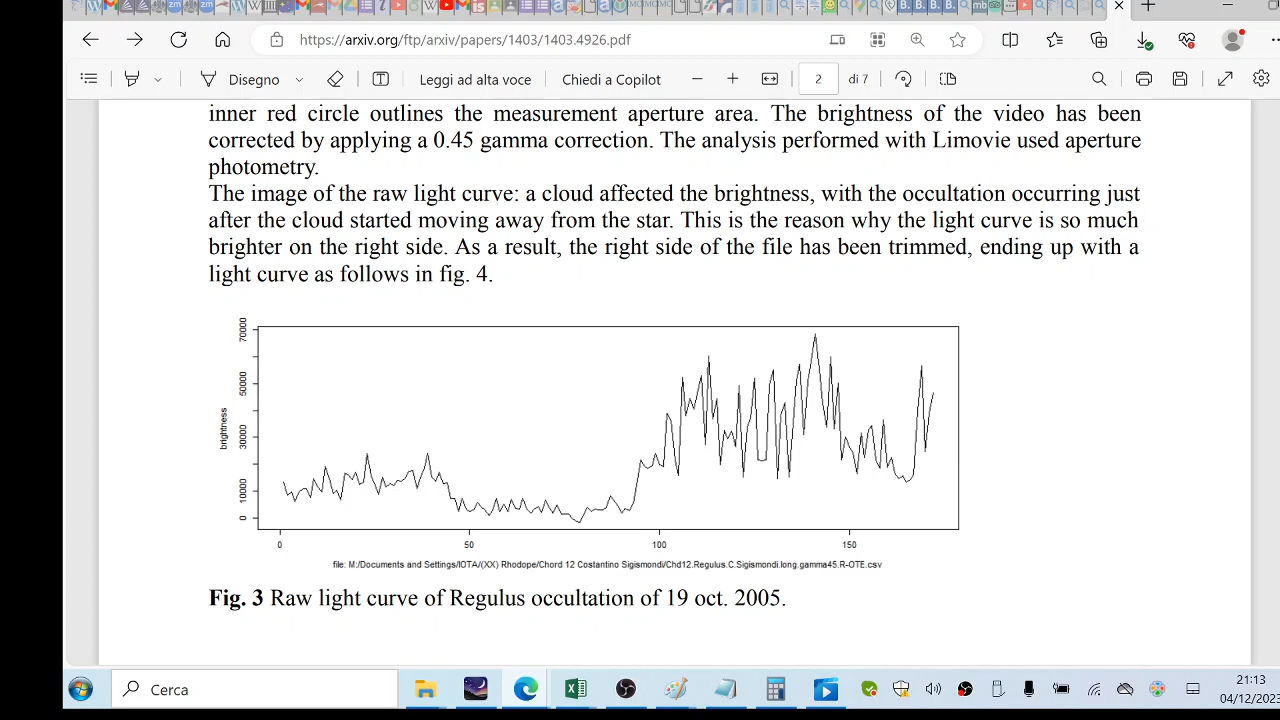 https://arxiv.org/ftp/arxiv/papers/1403/1403.4926.pdf
Disegno
Leggi ad alta voce
Chiedi a Copilot
2
di 7
inner red circle outlines the measurement aperture area. The brightness of the video has been
corrected by applying a 0.45 gamma correction. The analysis performed with Limovie used aperture
photometry.
The image of the raw light curve: a cloud affected the brightness, with the occultation occurring just
after the cloud started moving away from the star. This is the reason why the light curve is so much
brighter on the right side. As a result, the right side of the file has been trimmed, ending up with a
light curve as follows in fig. 4.
70000
50000
30000
10000
0
brightness
0 50 100 150
file: M:/Documents and Settings/IOTA/(XX) Rhodope/Chord 12 Costantino Sigismondi/Chd12.Regulus.C.Sigismondi.long.gamma45.R-OTE.csv
Fig. 3 Raw light curve of Regulus occultation of 19 oct. 2005.
Cerca
21:13
04/12/2023